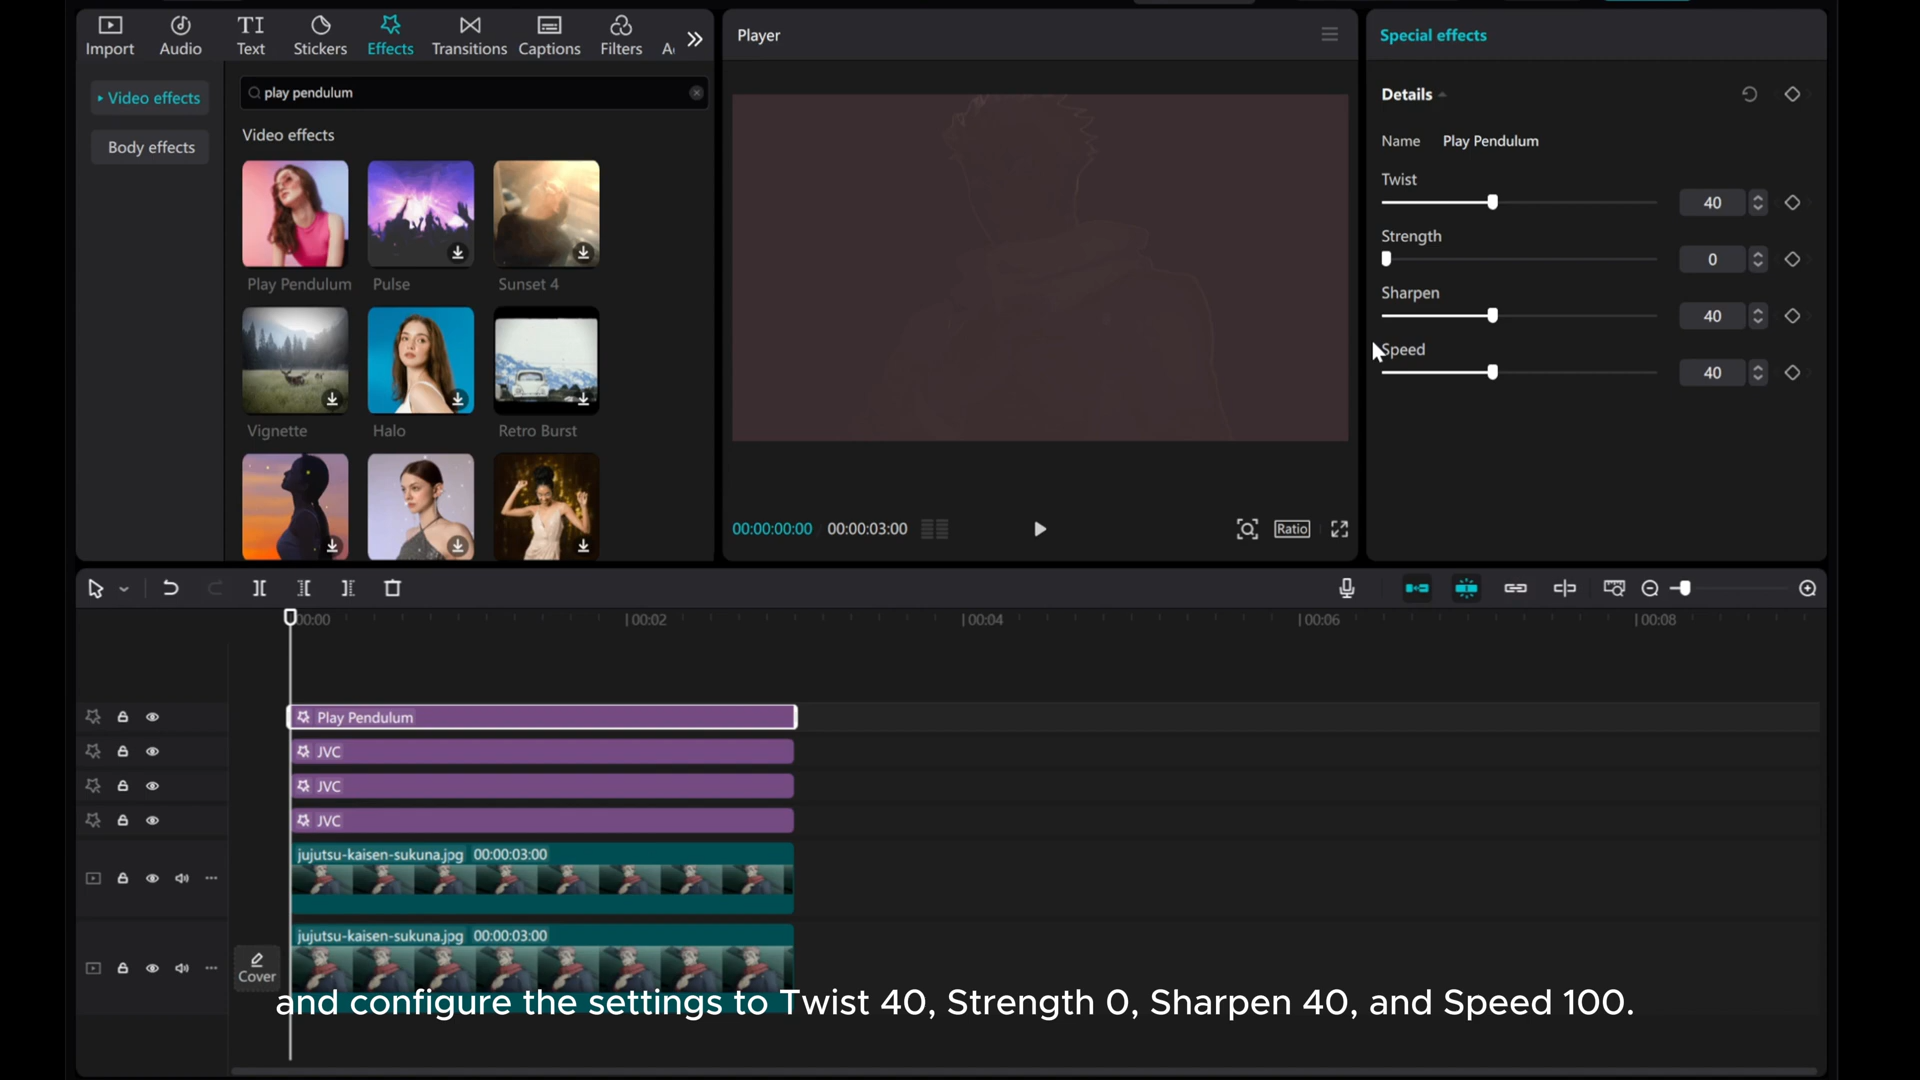 Import
Audio
Text
Stickers
Effects
Transitions
Captions
Filters
Video effects
Body effects
play pendulum
Video effects
Play Pendulum
Pulse
Sunset 4
Vignette
Halo
Retro Burst
Player
00:00:00:00
00:00:03:00
Ratio
Special effects
Details
Name Play Pendulum
Twist
40
Strength
0
Sharpen
40
Speed
40
00:00
00:02
00:04
00:06
00:08
Play Pendulum
JVC
JVC
JVC
jujutsu-kaisen-sukuna.jpg 00:00:03:00
jujutsu-kaisen-sukuna.jpg 00:00:03:00
Cover
and configure the settings to Twist 40, Strength 0, Sharpen 40, and Speed 100.